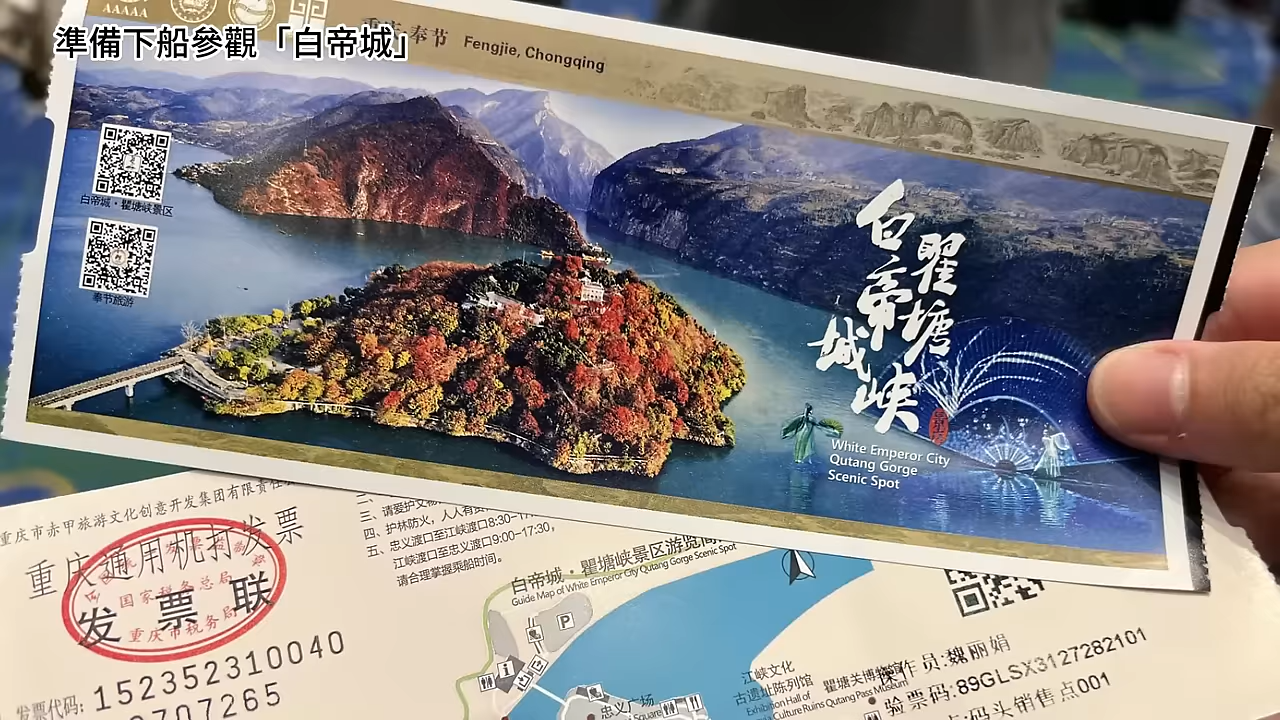 準備下船參觀「白帝城」
AAAAA
重庆·奉节 Fengjie, Chongqing
白帝城·瞿塘峡景区
奉节旅游
白帝城
瞿塘峡
White Emperor City
Qutang Gorge
Scenic Spot
重庆市赤甲旅游文化创意开发集团有限责任
重庆通用机打发票
国家税务总局
发票联
重庆市税务局
发票代码: 152352310040
0707265
三、请爱护文物
四、护林防火，人人有责
五、忠义渡口至江峡渡口8:30-17
江峡渡口至忠义渡口9:00-17:30,
请合理掌握乘船时间。
白帝城·瞿塘峡景区游览简
Guide Map of White Emperor City Qutang Gorge Scenic Spot
P
忠义广场
Square
江峡文化
古遗址陈列馆
Exhibition Hall of
Culture Ruins
瞿塘关博物馆
Qutang Pass Museum
操作员:魏丽娟
验票码:89GLSX3127282101
点:码头销售点001